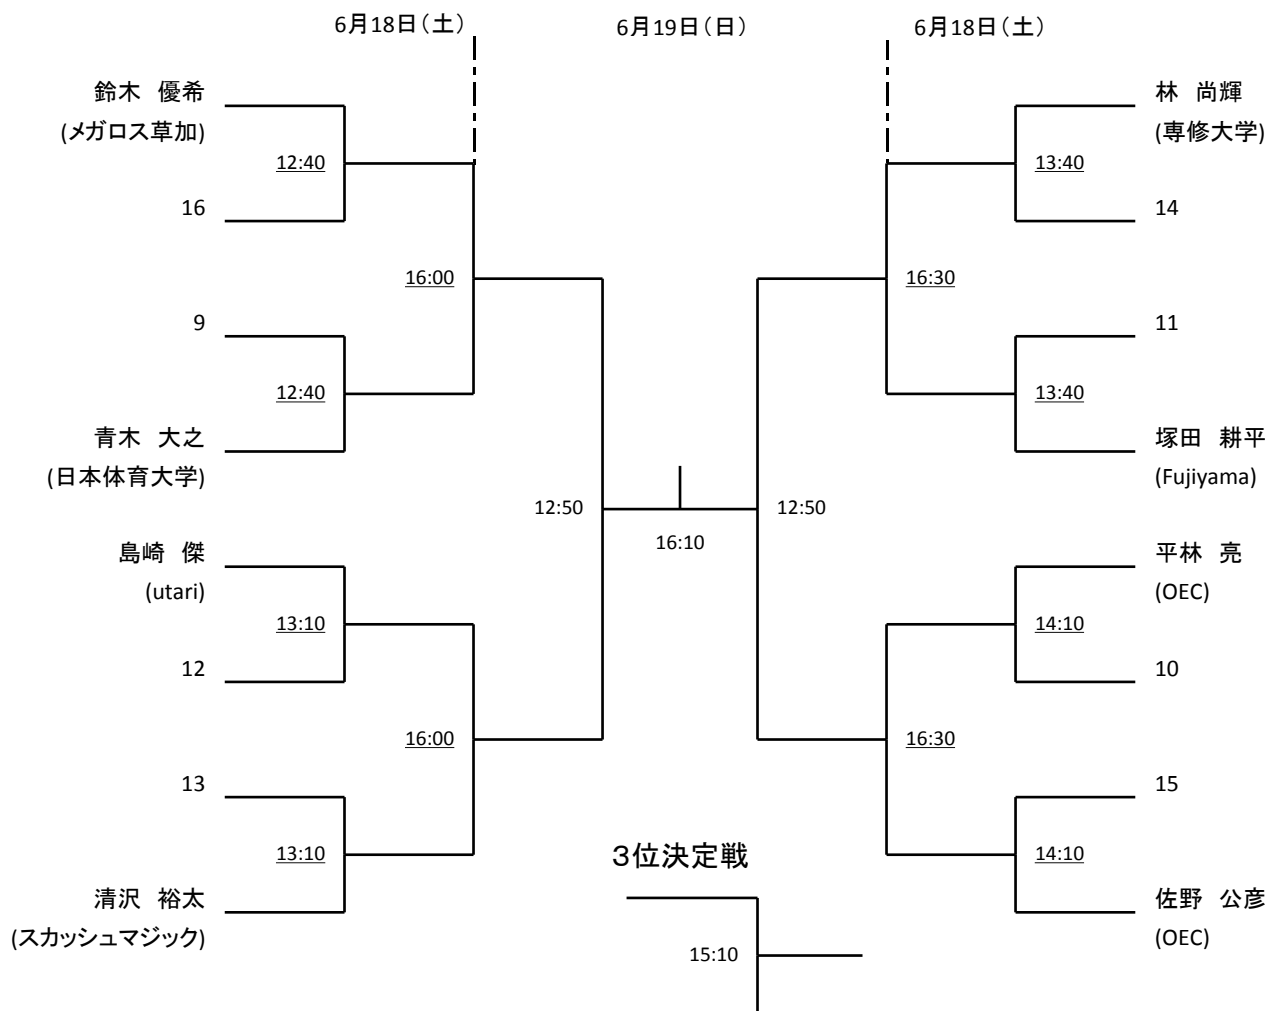 6月18日(土)
6月19日(日)
6月18日(土)
鈴木　優希
(メガロス草加)
12:40
16
16:00
9
12:40
青木　大之
(日本体育大学)
12:50
島崎　傑
(utari)
13:10
12
16:00
13
13:10
清沢　裕太
(スカッシュマジック)
16:10
林　尚輝
(専修大学)
13:40
14
16:30
11
13:40
塚田　耕平
(Fujiyama)
12:50
平林　亮
(OEC)
14:10
10
16:30
15
14:10
佐野　公彦
(OEC)
３位決定戦
15:10